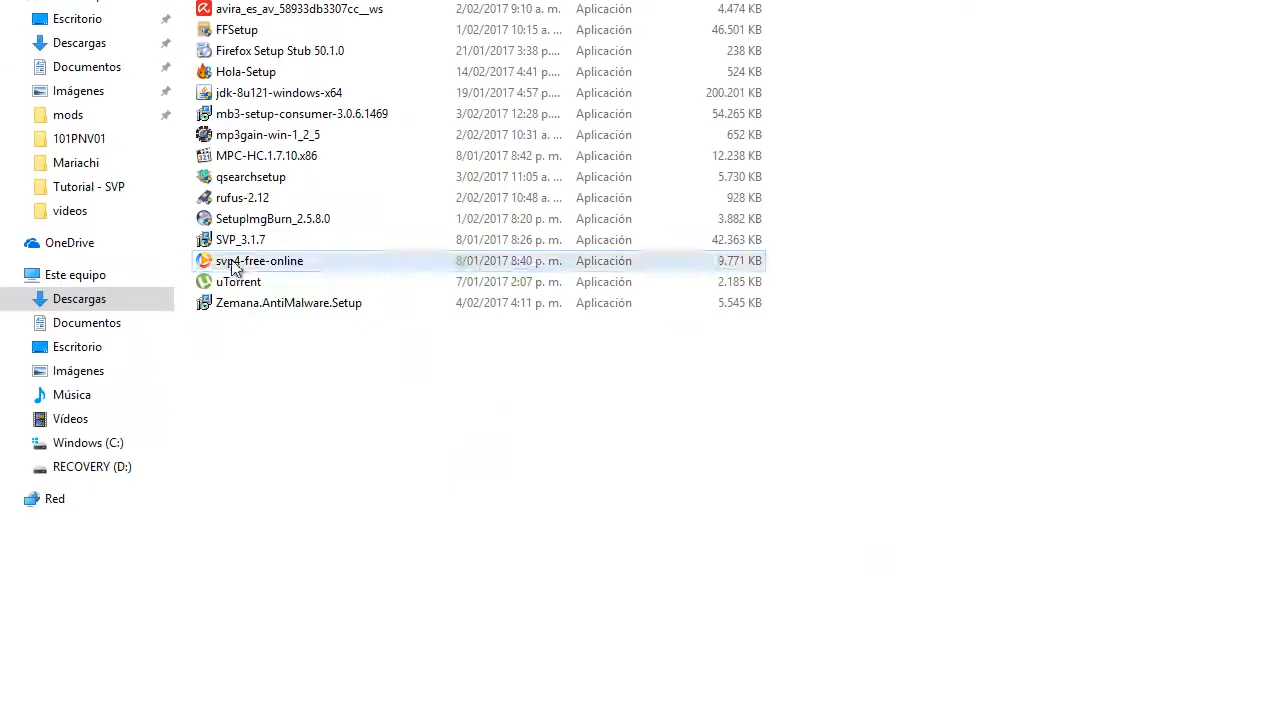 Escritorio
Descargas
Documentos
Imágenes
mods
101PNV01
Mariachi
Tutorial - SVP
videos
OneDrive
Este equipo
Descargas
Documentos
Escritorio
Imágenes
Música
Vídeos
Windows (C:)
RECOVERY (D:)
Red
avira_es_av_58933db3307cc__ws 2/02/2017 9:10 a. m. Aplicación 4.474 KB
FFSetup 1/02/2017 10:15 a. ... Aplicación 46.501 KB
Firefox Setup Stub 50.1.0 21/01/2017 3:38 p.... Aplicación 238 KB
Hola-Setup 14/02/2017 4:41 p.... Aplicación 524 KB
jdk-8u121-windows-x64 19/01/2017 4:57 p.... Aplicación 200.201 KB
mb3-setup-consumer-3.0.6.1469 3/02/2017 12:28 p.... Aplicación 54.265 KB
mp3gain-win-1_2_5 2/02/2017 10:31 a. ... Aplicación 652 KB
MPC-HC.1.7.10.x86 8/01/2017 8:42 p. m. Aplicación 12.238 KB
qsearchsetup 3/02/2017 11:05 a. ... Aplicación 5.730 KB
rufus-2.12 2/02/2017 10:48 a. ... Aplicación 928 KB
SetupImgBurn_2.5.8.0 1/02/2017 8:20 p. m. Aplicación 3.882 KB
SVP_3.1.7 8/01/2017 8:26 p. m. Aplicación 42.363 KB
svp4-free-online 8/01/2017 8:40 p. m. Aplicación 9.771 KB
uTorrent 7/01/2017 2:07 p. m. Aplicación 2.185 KB
Zemana.AntiMalware.Setup 4/02/2017 4:11 p. m. Aplicación 5.545 KB